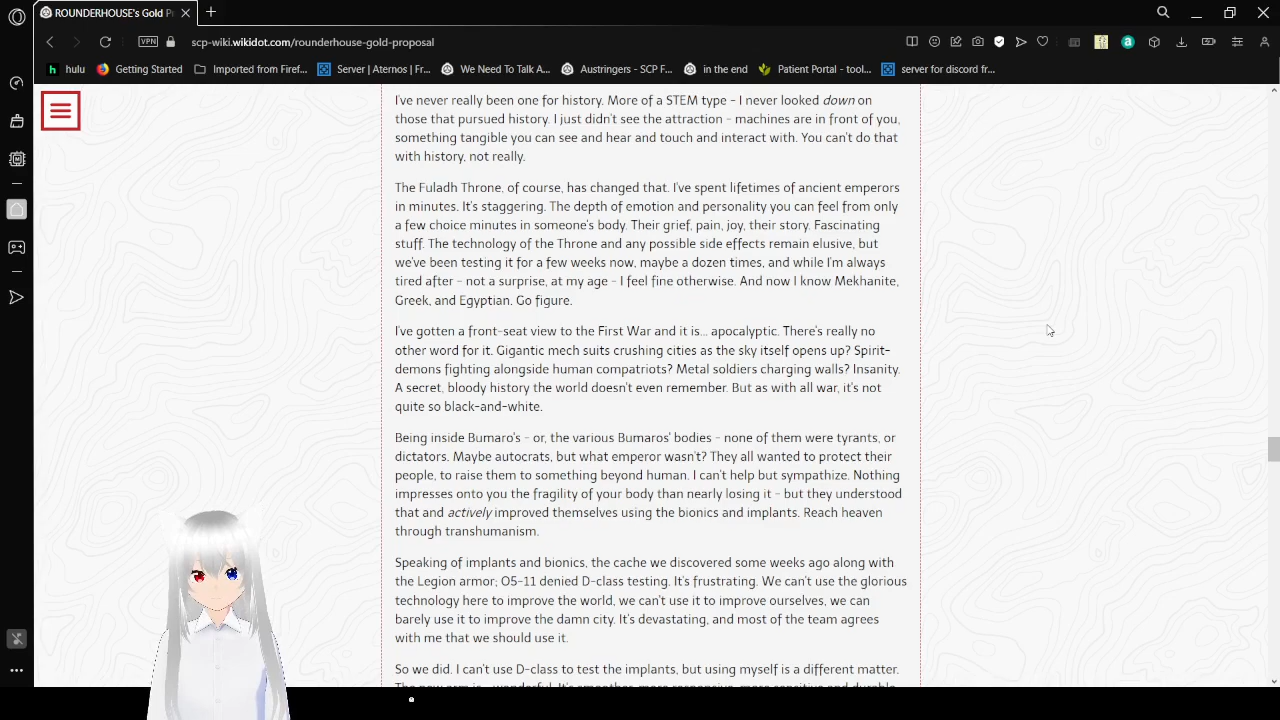 ROUNDERHOUSE's Gold Pr
VPN
scp-wiki.wikidot.com/rounderhouse-gold-proposal
hulu
Getting Started
Imported from Firef...
Server | Aternos | Fr...
We Need To Talk A...
Austringers - SCP F...
in the end
Patient Portal - tool...
server for discord fr...
I've never really been one for history. More of a STEM type - I never looked down on
those that pursued history. I just didn't see the attraction - machines are in front of you,
something tangible you can see and hear and touch and interact with. You can't do that
with history, not really.
The Fuladh Throne, of course, has changed that. I've spent lifetimes of ancient emperors
in minutes. It's staggering. The depth of emotion and personality you can feel from only
a few choice minutes in someone's body. Their grief, pain, joy, their story. Fascinating
stuff. The technology of the Throne and any possible side effects remain elusive, but
we've been testing it for a few weeks now, maybe a dozen times, and while I'm always
tired after - not a surprise, at my age - I feel fine otherwise. And now I know Mekhanite,
Greek, and Egyptian. Go figure.
I've gotten a front-seat view to the First War and it is... apocalyptic. There's really no
other word for it. Gigantic mech suits crushing cities as the sky itself opens up? Spirit-
demons fighting alongside human compatriots? Metal soldiers charging walls? Insanity.
A secret, bloody history the world doesn't even remember. But as with all war, it's not
quite so black-and-white.
Being inside Bumaro's - or, the various Bumaros' bodies - none of them were tyrants, or
dictators. Maybe autocrats, but what emperor wasn't? They all wanted to protect their
people, to raise them to something beyond human. I can't help but sympathize. Nothing
impresses onto you the fragility of your body than nearly losing it - but they understood
that and actively improved themselves using the bionics and implants. Reach heaven
through transhumanism.
Speaking of implants and bionics, the cache we discovered some weeks ago along with
the Legion armor; O5-11 denied D-class testing. It's frustrating. We can't use the glorious
technology here to improve the world, we can't use it to improve ourselves, we can
barely use it to improve the damn city. It's devastating, and most of the team agrees
with me that we should use it.
So we did. I can't use D-class to test the implants, but using myself is a different matter.
The new arm is - wonderful. It's smoother, more responsive, more sensitive and durable